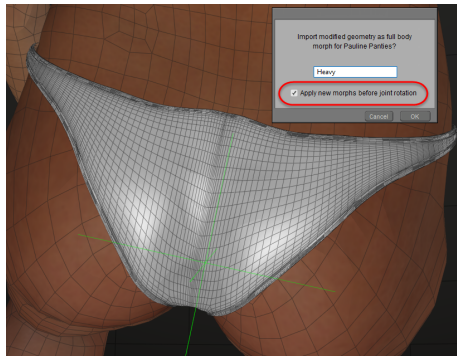 Import modified geometry as full body
morph for Pauline Panties?
Heavy
Apply new morphs before joint rotation
Cancel OK